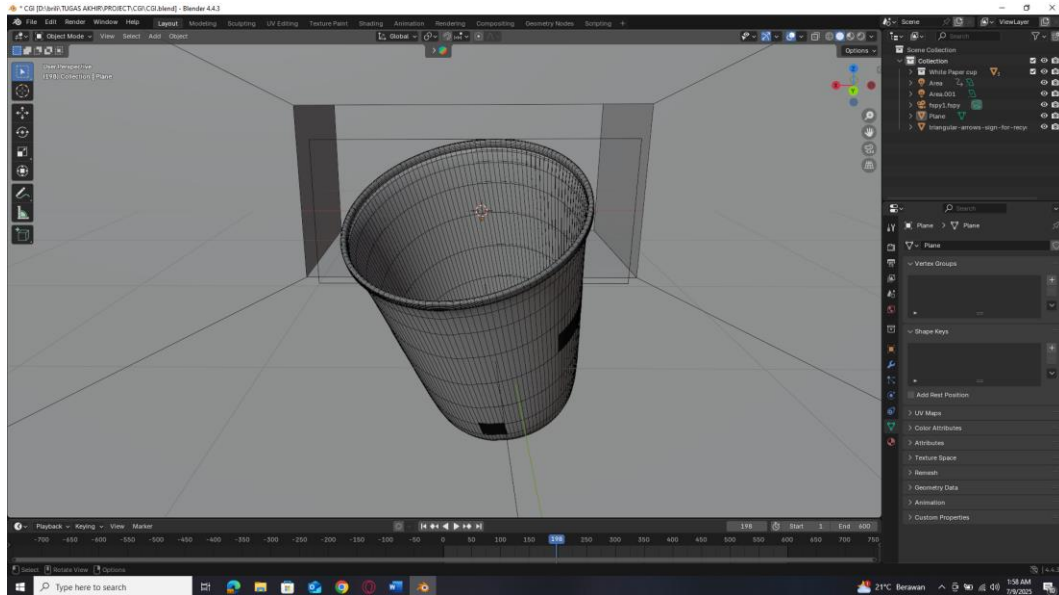 * CGI [D:\brili\TUGAS AKHIR\PROJECT\CGI\CGI.blend] - Blender 4.4.3
File Edit Render Window Help Layout Modeling Sculpting UV Editing Texture Paint Shading Animation Rendering Compositing Geometry Nodes Scripting + Scene ViewLayer
Object Mode View Select Add Object Global Search
Options
User Perspective
(198) Collection | Plane
Scene Collection
Collection
White Paper cup
Area
Area.001
fspy1.fspy
Plane
triangular-arrows-sign-for-recy
Search
Plane > Plane
Plane
Vertex Groups
Shape Keys
Add Rest Position
UV Maps
Color Attributes
Attributes
Texture Space
Remesh
Geometry Data
Animation
Custom Properties
Playback Keying View Marker 198 Start 1 End 600
-700 -650 -600 -550 -500 -450 -400 -350 -300 -250 -200 -150 -100 -50 0 50 100 150 198 250 300 350 400 450 500 550 600 650 700 750
Select Rotate View Options 4.4.3
Type here to search 21°C Berawan 1:58 AM
7/9/2025